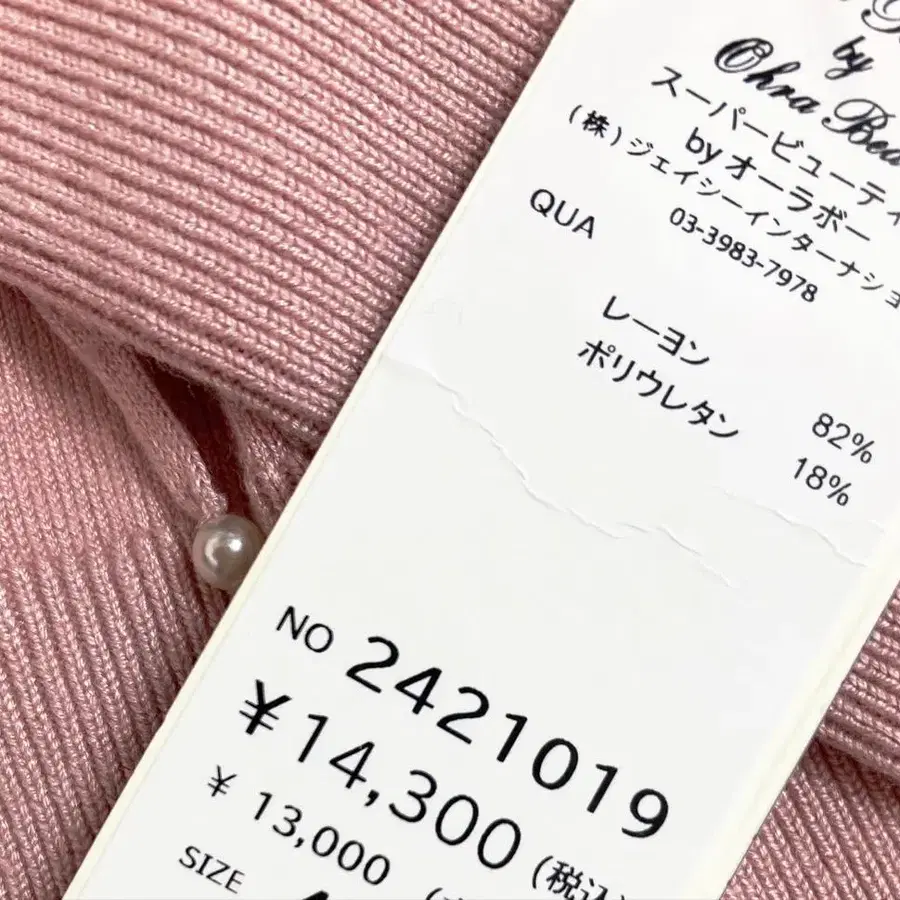 by
Ohra Bea
スーパービューティ
by オーラボー
(株)ジェイシーインターナショ
03-3983-7978
QUA
レーヨン 82%
ポリウレタン 18%
NO 2421019
¥14,300 (税込)
¥ 13,000
SIZE